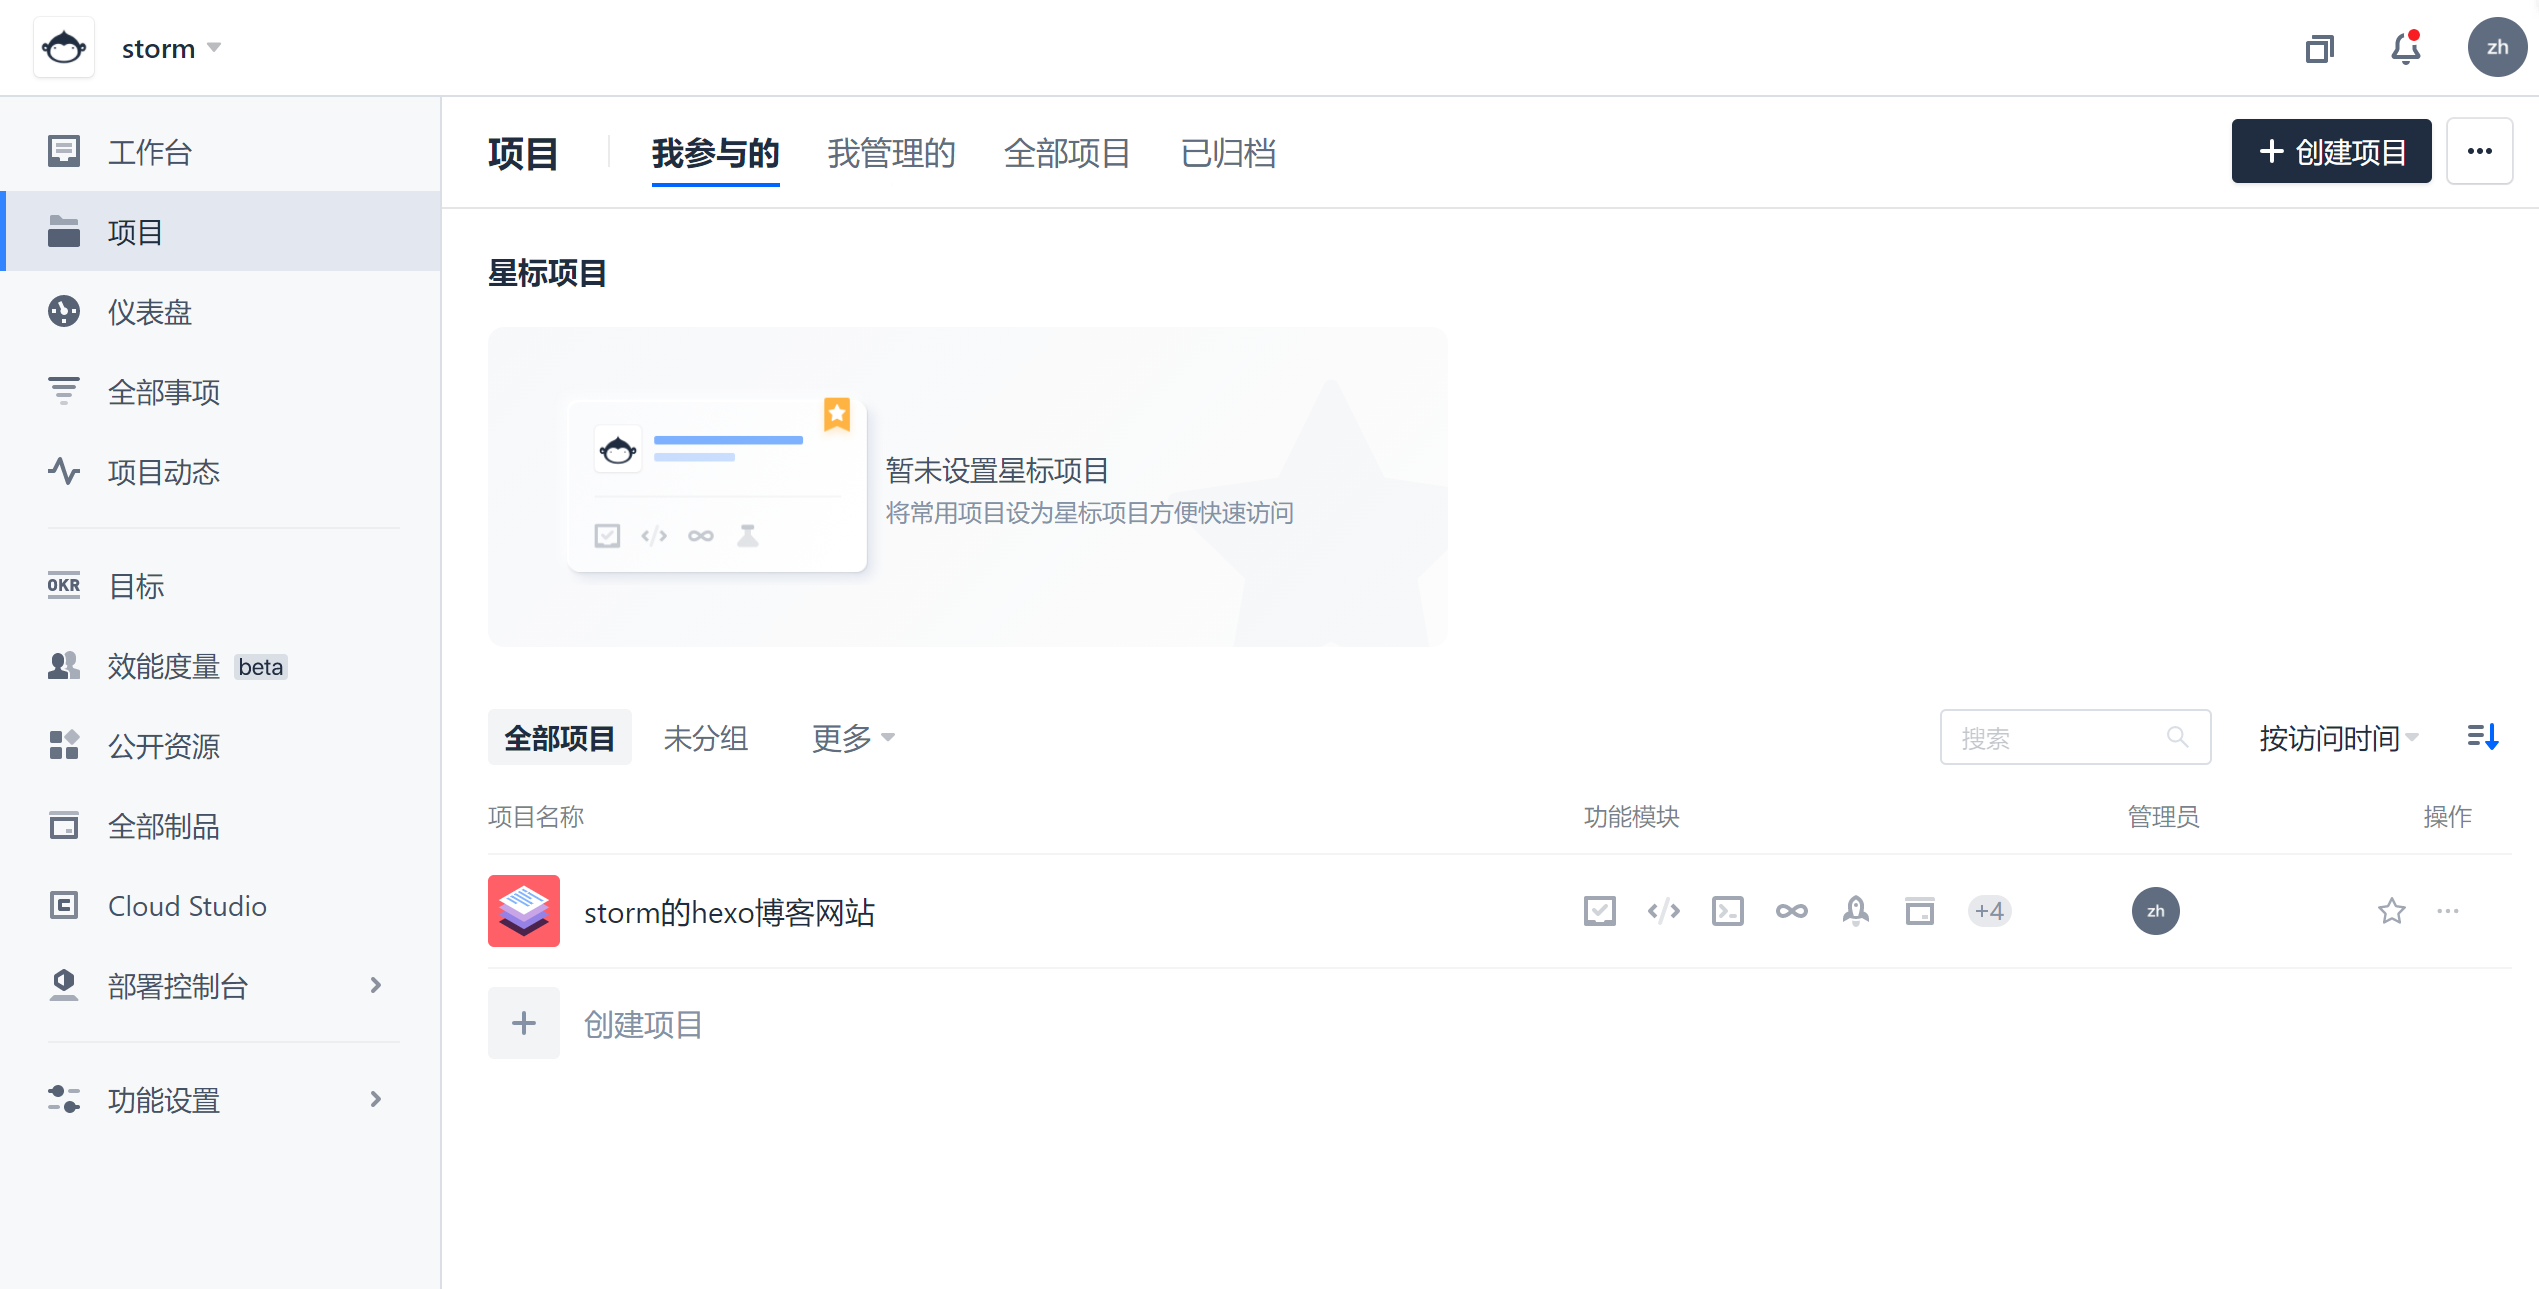 storm
zh
工作台
项目
仪表盘
全部事项
项目动态
OKR 目标
效能度量 beta
公开资源
全部制品
Cloud Studio
部署控制台
功能设置
项目 我参与的 我管理的 全部项目 已归档
创建项目
星标项目
暂未设置星标项目
将常用项目设为星标项目方便快速访问
全部项目 未分组 更多 搜索 按访问时间
项目名称 功能模块 管理员 操作
storm的hexo博客网站 +4 zh
创建项目